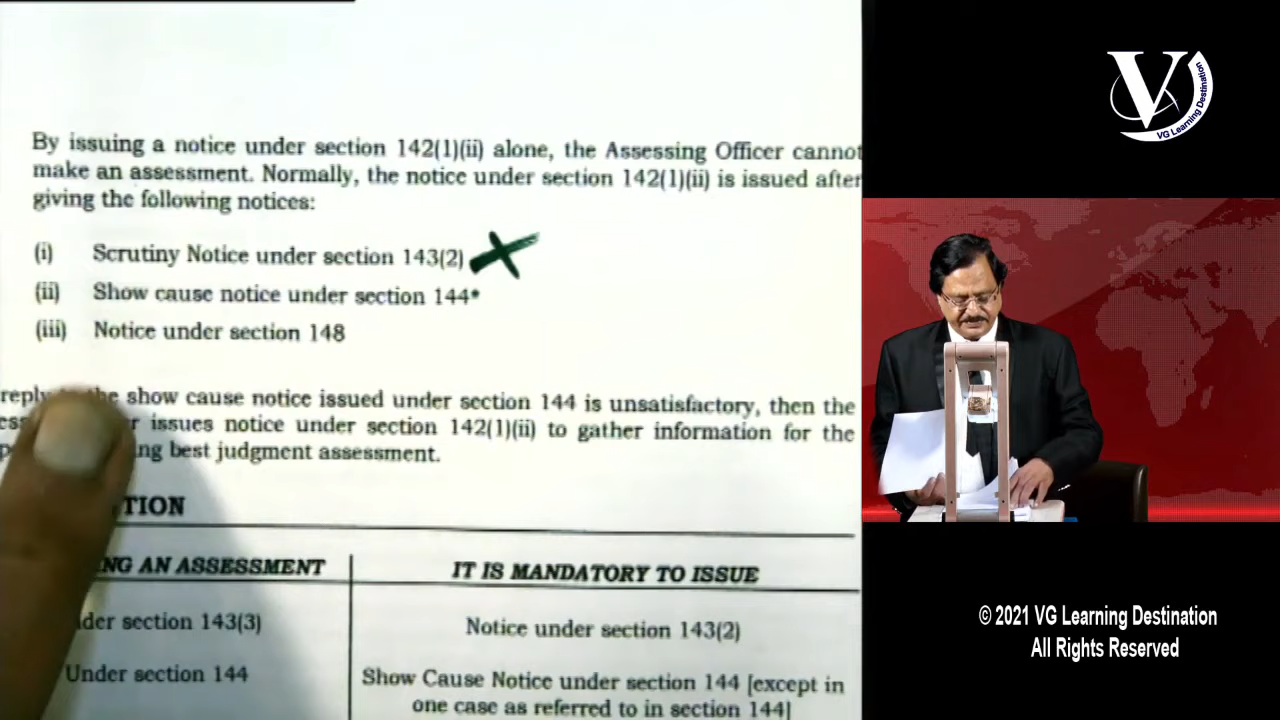 By issuing a notice under section 142(1)(ii) alone, the Assessing Officer cannot
make an assessment. Normally, the notice under section 142(1)(ii) is issued after
giving the following notices:
(i) Scrutiny Notice under section 143(2)
(ii) Show cause notice under section 144*
(iii) Notice under section 148
reply the show cause notice issued under section 144 is unsatisfactory, then the
issues notice under section 142(1)(ii) to gather information for the
best judgment assessment.
TION
NG AN ASSESSMENT
IT IS MANDATORY TO ISSUE
der section 143(3)
Notice under section 143(2)
Under section 144
Show Cause Notice under section 144 [except in
one case as referred to in section 144]
V
VG Learning Destination
© 2021 VG Learning Destination
All Rights Reserved